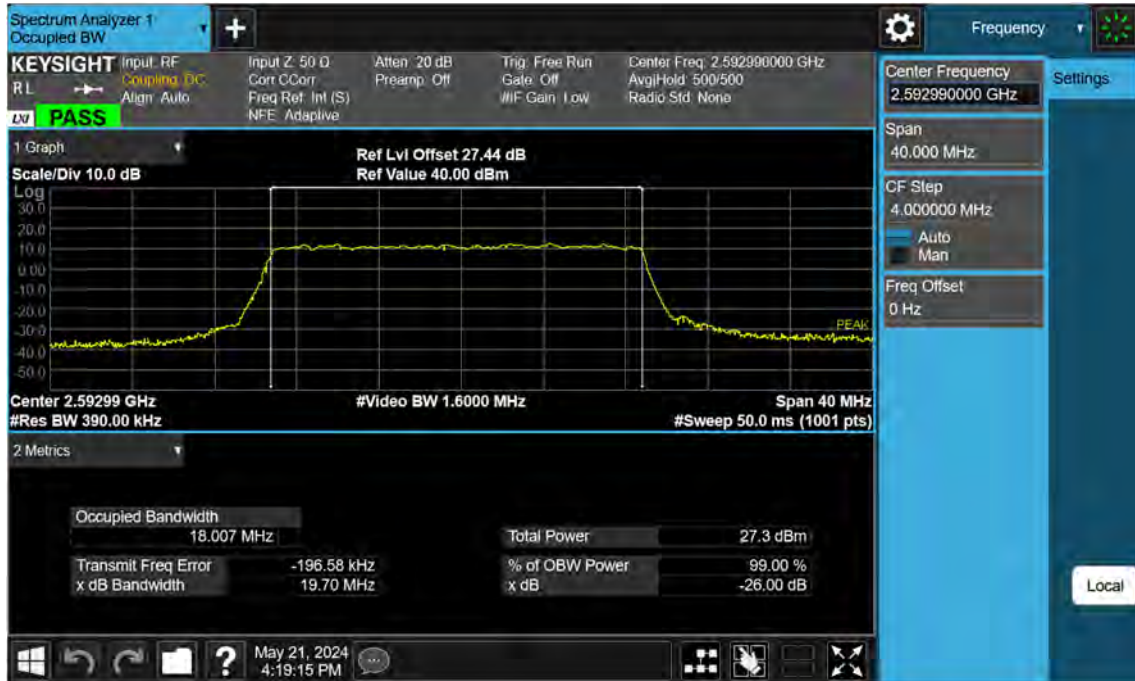 Spectrum Analyzer 1
Occupied BW
Frequency
KEYSIGHT
R L
LXI PASS
Input: RF
Coupling: DC
Align: Auto
Input Z: 50 Ω
Corr CCorr
Freq Ref: Int (S)
NFE: Adaptive
Atten: 20 dB
Preamp: Off
Trig: Free Run
Gate: Off
#IF Gain: Low
Center Freq: 2.592990000 GHz
Avg|Hold: 500/500
Radio Std: None
1 Graph
Scale/Div 10.0 dB
Ref Lvl Offset 27.44 dB
Ref Value 40.00 dBm
Log
30.0
20.0
10.0
0.00
-10.0
-20.0
-30.0
-40.0
-50.0
PEAK
Center 2.59299 GHz
#Video BW 1.6000 MHz
Span 40 MHz
#Res BW 390.00 kHz
#Sweep 50.0 ms (1001 pts)
2 Metrics
Occupied Bandwidth
18.007 MHz
Total Power 27.3 dBm
Transmit Freq Error -196.58 kHz
% of OBW Power 99.00 %
x dB Bandwidth 19.70 MHz
x dB -26.00 dB
May 21, 2024
4:19:15 PM
Center Frequency
2.592990000 GHz
Settings
Span
40.000 MHz
CF Step
4.000000 MHz
Auto
Man
Freq Offset
0 Hz
Local